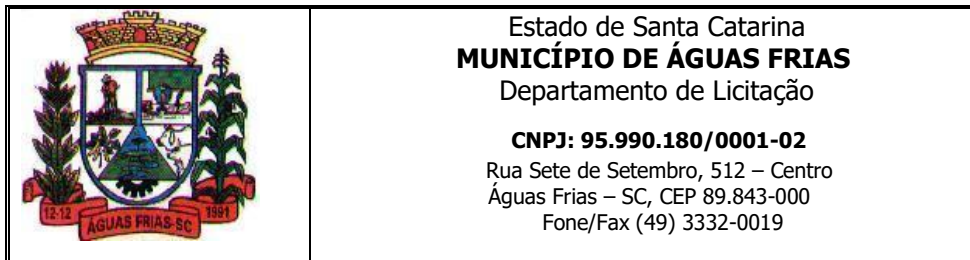 Estado de Santa Catarina
MUNICÍPIO DE ÁGUAS FRIAS
Departamento de Licitação
CNPJ: 95.990.180/0001-02
Rua Sete de Setembro, 512 – Centro
Águas Frias – SC, CEP 89.843-000
Fone/Fax (49) 3332-0019
12-12
ÁGUAS FRIAS-SC
1991